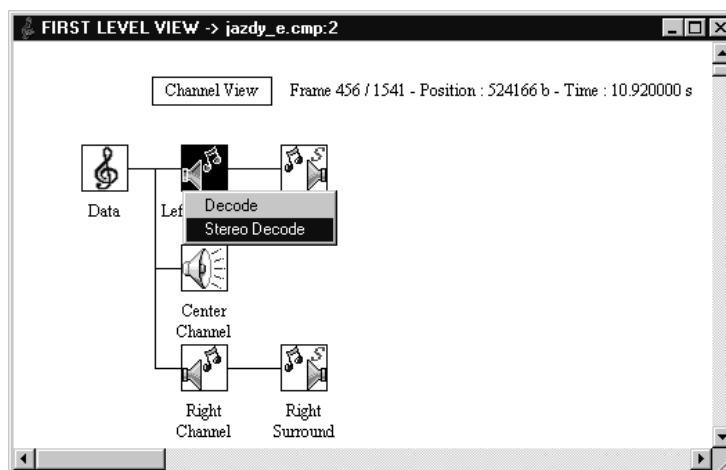 FIRST LEVEL VIEW -> jazdy_e.cmp:2
Channel View
Frame 456 / 1541 - Position : 524166 b - Time : 10.920000 s
Data
Lef
Decode
Stereo Decode
Center
Channel
Right
Channel
Right
Surround